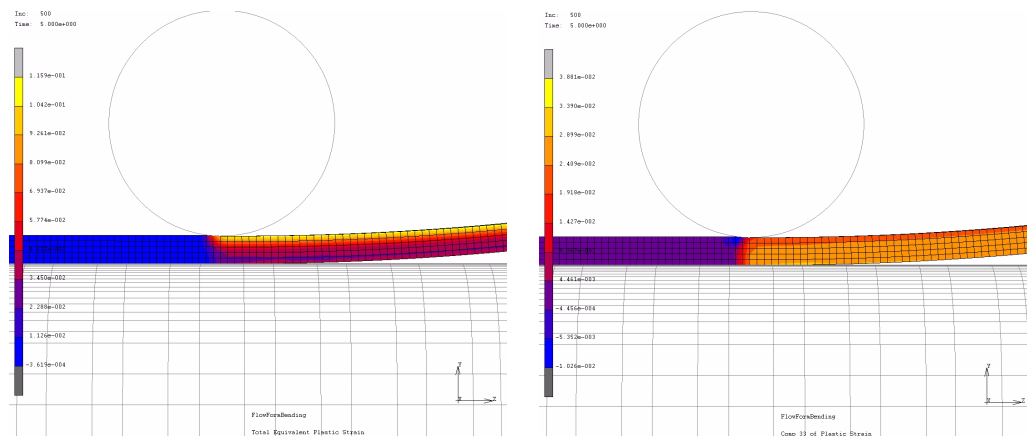 Inc: 500
Time: 5.000e+000
1.159e-001
1.042e-001
9.261e-002
8.099e-002
6.937e-002
5.774e-002
3.450e-002
2.288e-002
1.126e-002
-3.619e-004
Y
X Z
FlowFormBending
Total Equivalent Plastic Strain
Inc: 500
Time: 5.000e+000
3.881e-002
3.390e-002
2.899e-002
2.409e-002
1.918e-002
1.427e-002
4.461e-003
-4.456e-004
-5.352e-003
-1.026e-002
Y
X Z
FlowFormBending
Comp 33 of Plastic Strain